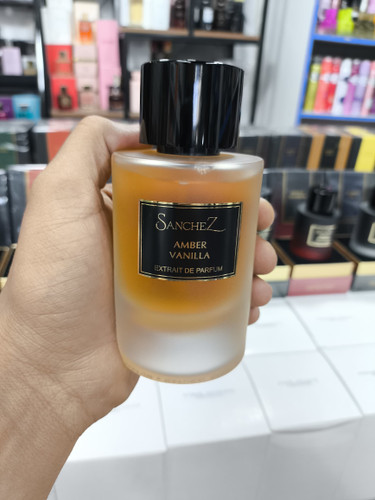 SANCHEZ
AMBER
VANILLA
EXTRAIT DE PARFUM